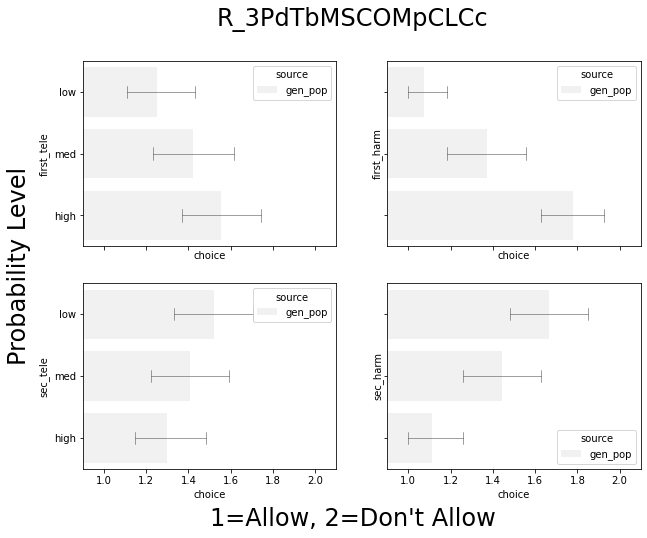 R_3PdTbMSCOMpCLCc
Probability Level
first_tele
low
med
high
source
gen_pop
choice
first_harm
source
gen_pop
choice
sec_tele
low
med
high
source
gen_pop
1.0 1.2 1.4 1.6 1.8 2.0
choice
sec_harm
source
gen_pop
1.0 1.2 1.4 1.6 1.8 2.0
choice
1=Allow, 2=Don't Allow